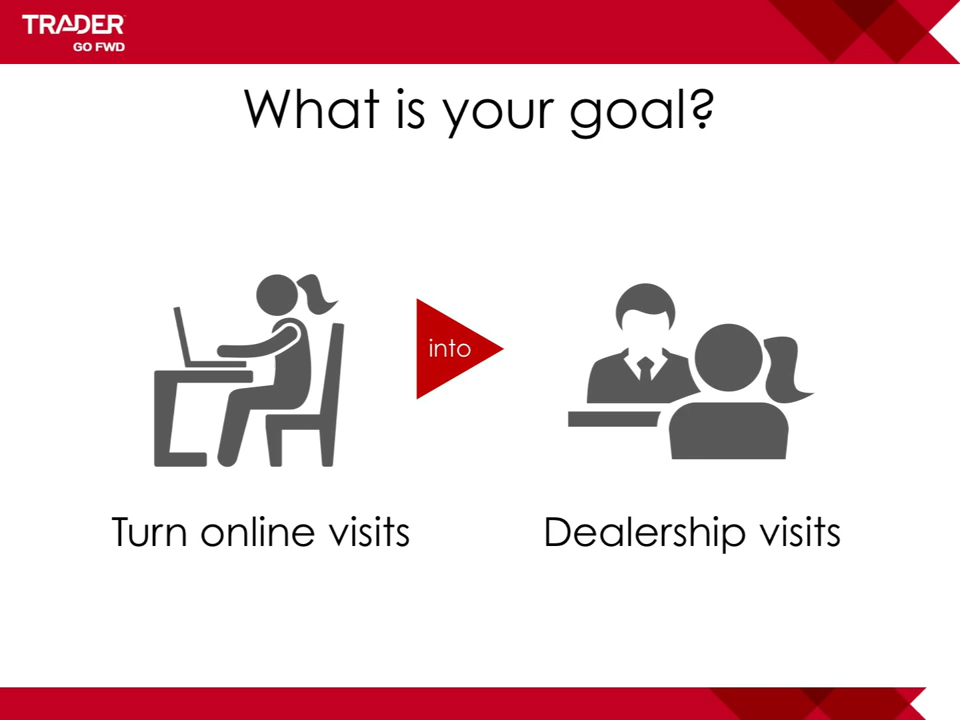 TRADER
GO FWD
What is your goal?
into
Turn online visits
Dealership visits